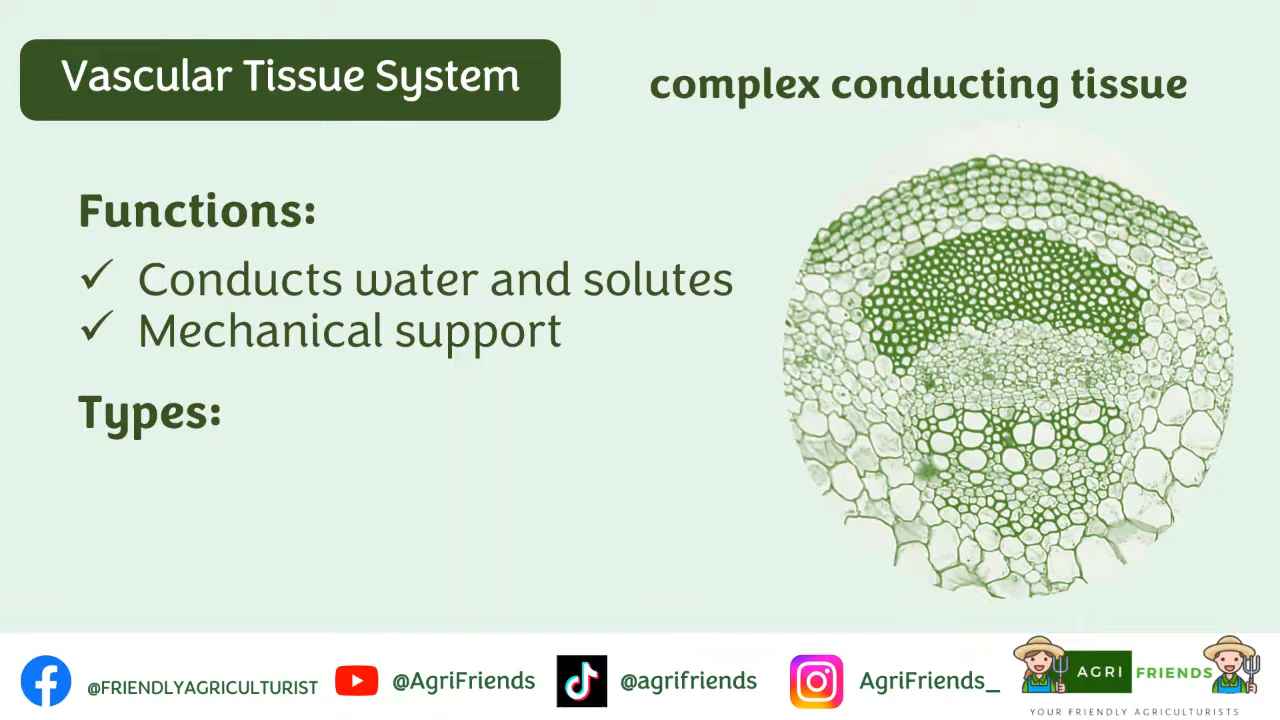 Vascular Tissue System
complex conducting tissue
Functions:
✓ Conducts water and solutes
✓ Mechanical support
Types:
@FRIENDLYAGRICULTURIST
@AgriFriends
@agrifriends
AgriFriends_
AGRI FRIENDS
YOUR FRIENDLY AGRICULTURISTS